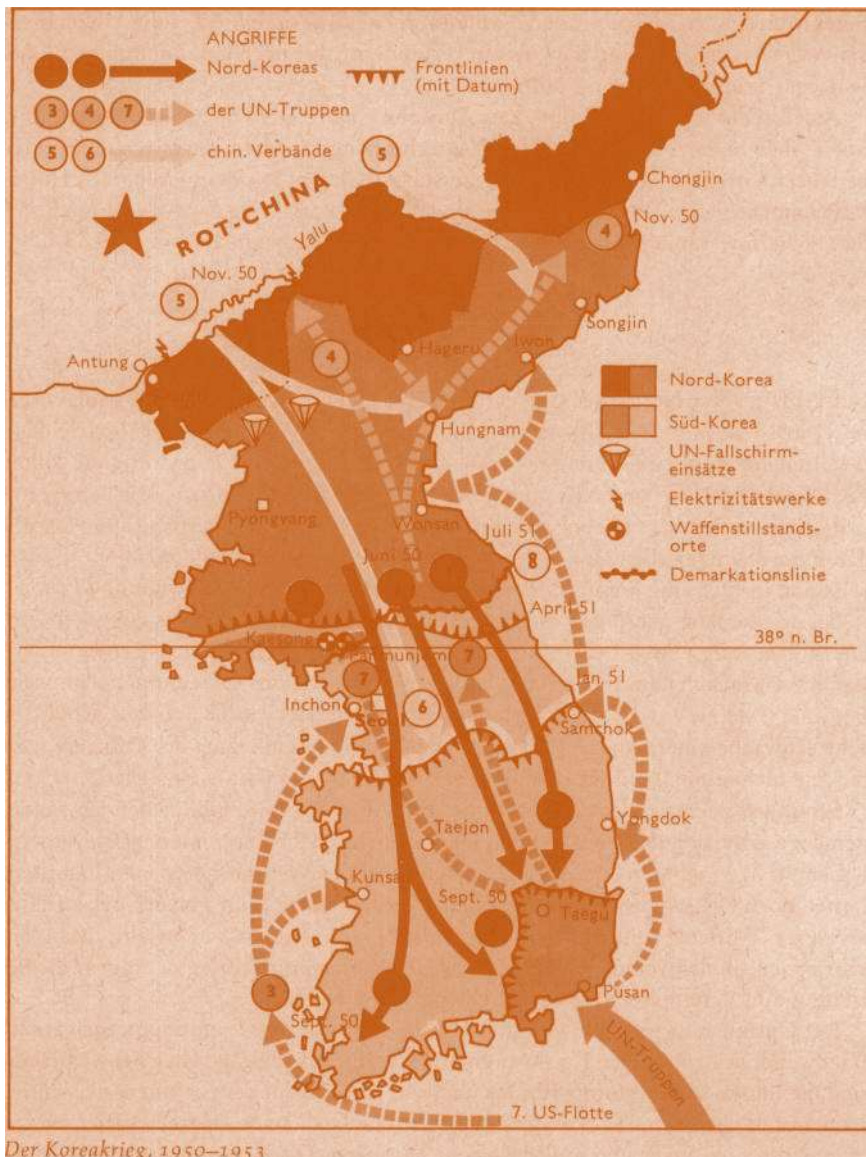 ANGRIFFE
Nord-Koreas
Frontlinien
(mit Datum)
3 4 7 der UN-Truppen
5 6 chin. Verbände
5
ROT-CHINA
Yalu
Chongjin
Nov. 50
4
Nov. 50
5
Songjin
Antung
4
Hageru
Iwon
Nord-Korea
Süd-Korea
UN-Fallschirm-
einsätze
Elektrizitätswerke
Waffenstillstands-
orte
Demarkationslinie
Hungnam
Pyongyang
Wonsan
Juli 51
Juni 50
8
April 51
38° n. Br.
Kaesong
Panmunjom
7
7
Jan. 51
Inchon
Seoul
6
Samchok
Taejon
Yongdok
Kunsan
Sept. 50
Taegu
3
Pusan
Sept. 50
UN-Truppen
7. US-Flotte
Der Koreakrieg, 1950–1953